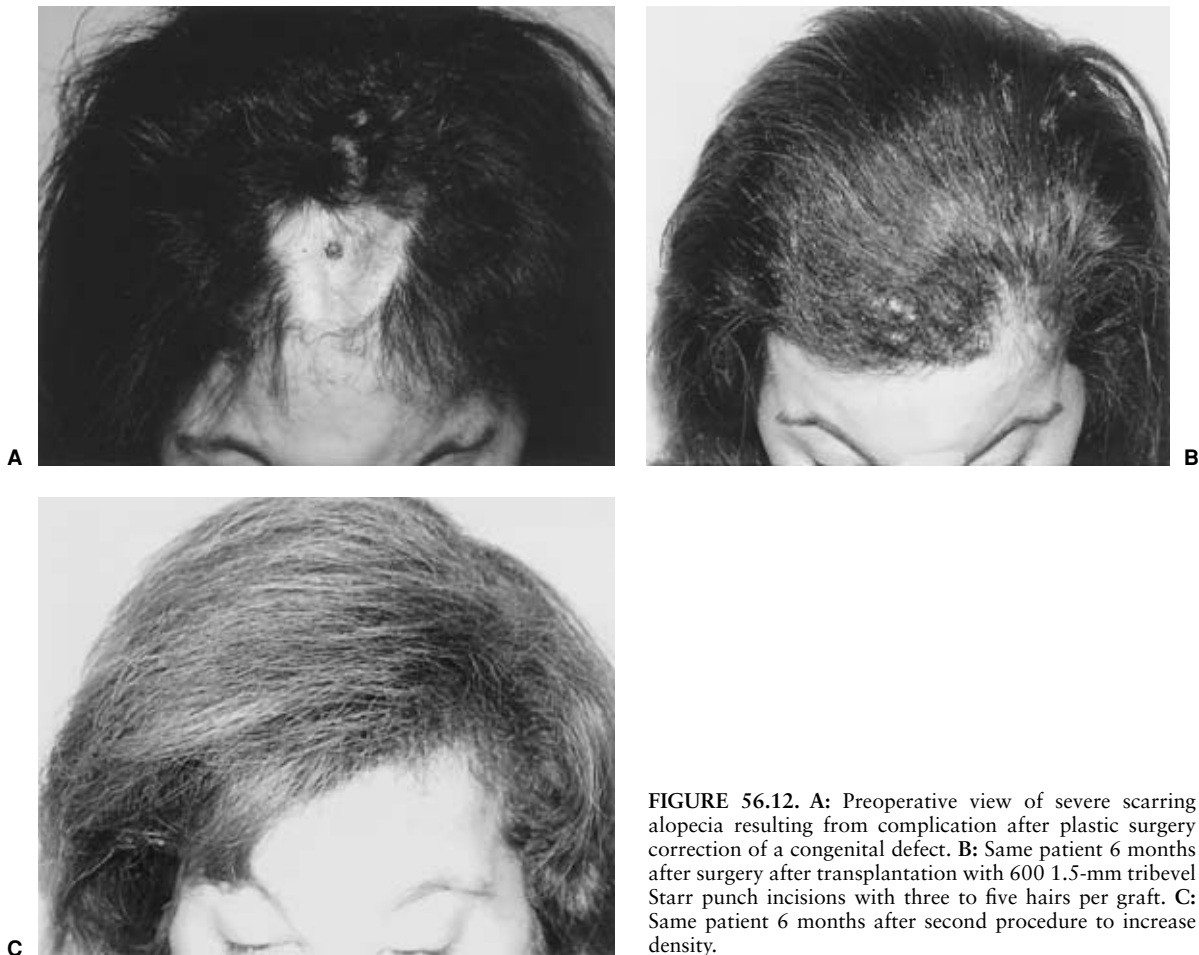 A
B
C
FIGURE 56.12. A: Preoperative view of severe scarring
alopecia resulting from complication after plastic surgery
correction of a congenital defect. B: Same patient 6 months
after surgery after transplantation with 600 1.5-mm tribevel
Starr punch incisions with three to five hairs per graft. C:
Same patient 6 months after second procedure to increase
density.